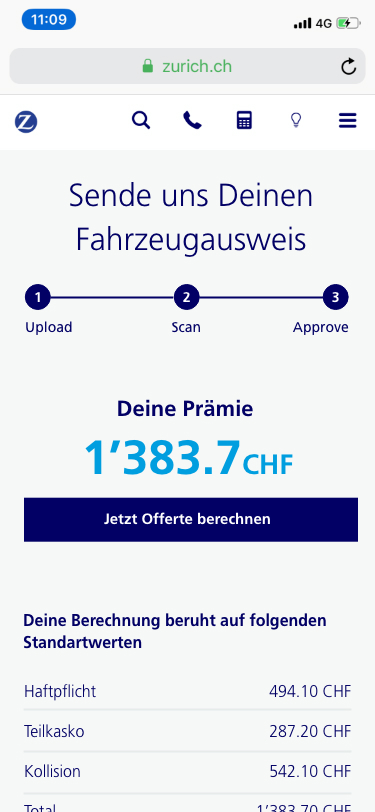 11:09
4G
zurich.ch
Z
Sende uns Deinen
Fahrzeugausweis
1 2 3
Upload Scan Approve
Deine Prämie
1’383.7 CHF
Jetzt Offerte berechnen
Deine Berechnung beruht auf folgenden
Standartwerten
Haftpflicht 494.10 CHF
Teilkasko 287.20 CHF
Kollision 542.10 CHF
Total 1’383.70 CHF